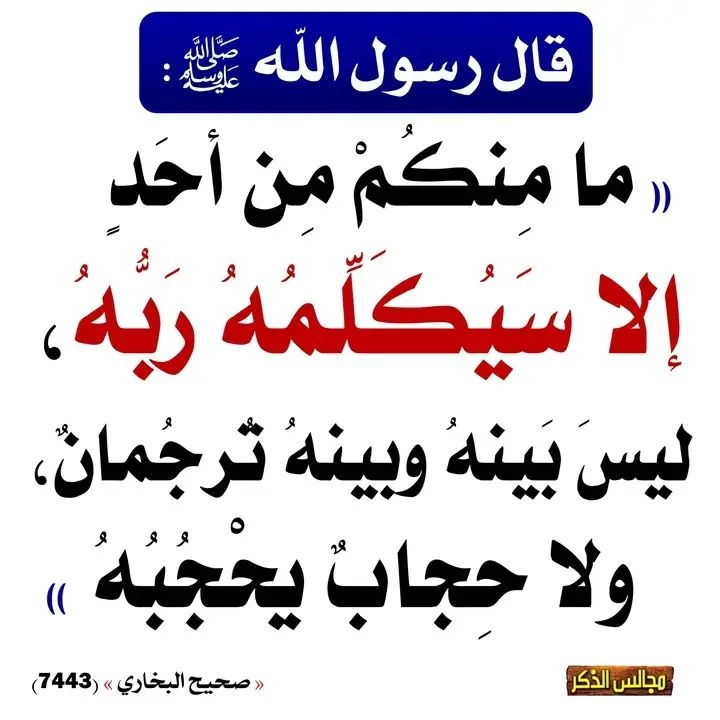 قال رسول الله ﷺ :
(( ما مِنكُمْ مِن أحَدٍ
إلا سَيُكَلِّمُهُ رَبُّهُ ،
ليسَ بَينهُ وبينهُ تُرجُمانٌ،
ولا حِجابٌ يحْجُبُهُ ))
« صحيح البخاري » (7443)
مجالس الذكر